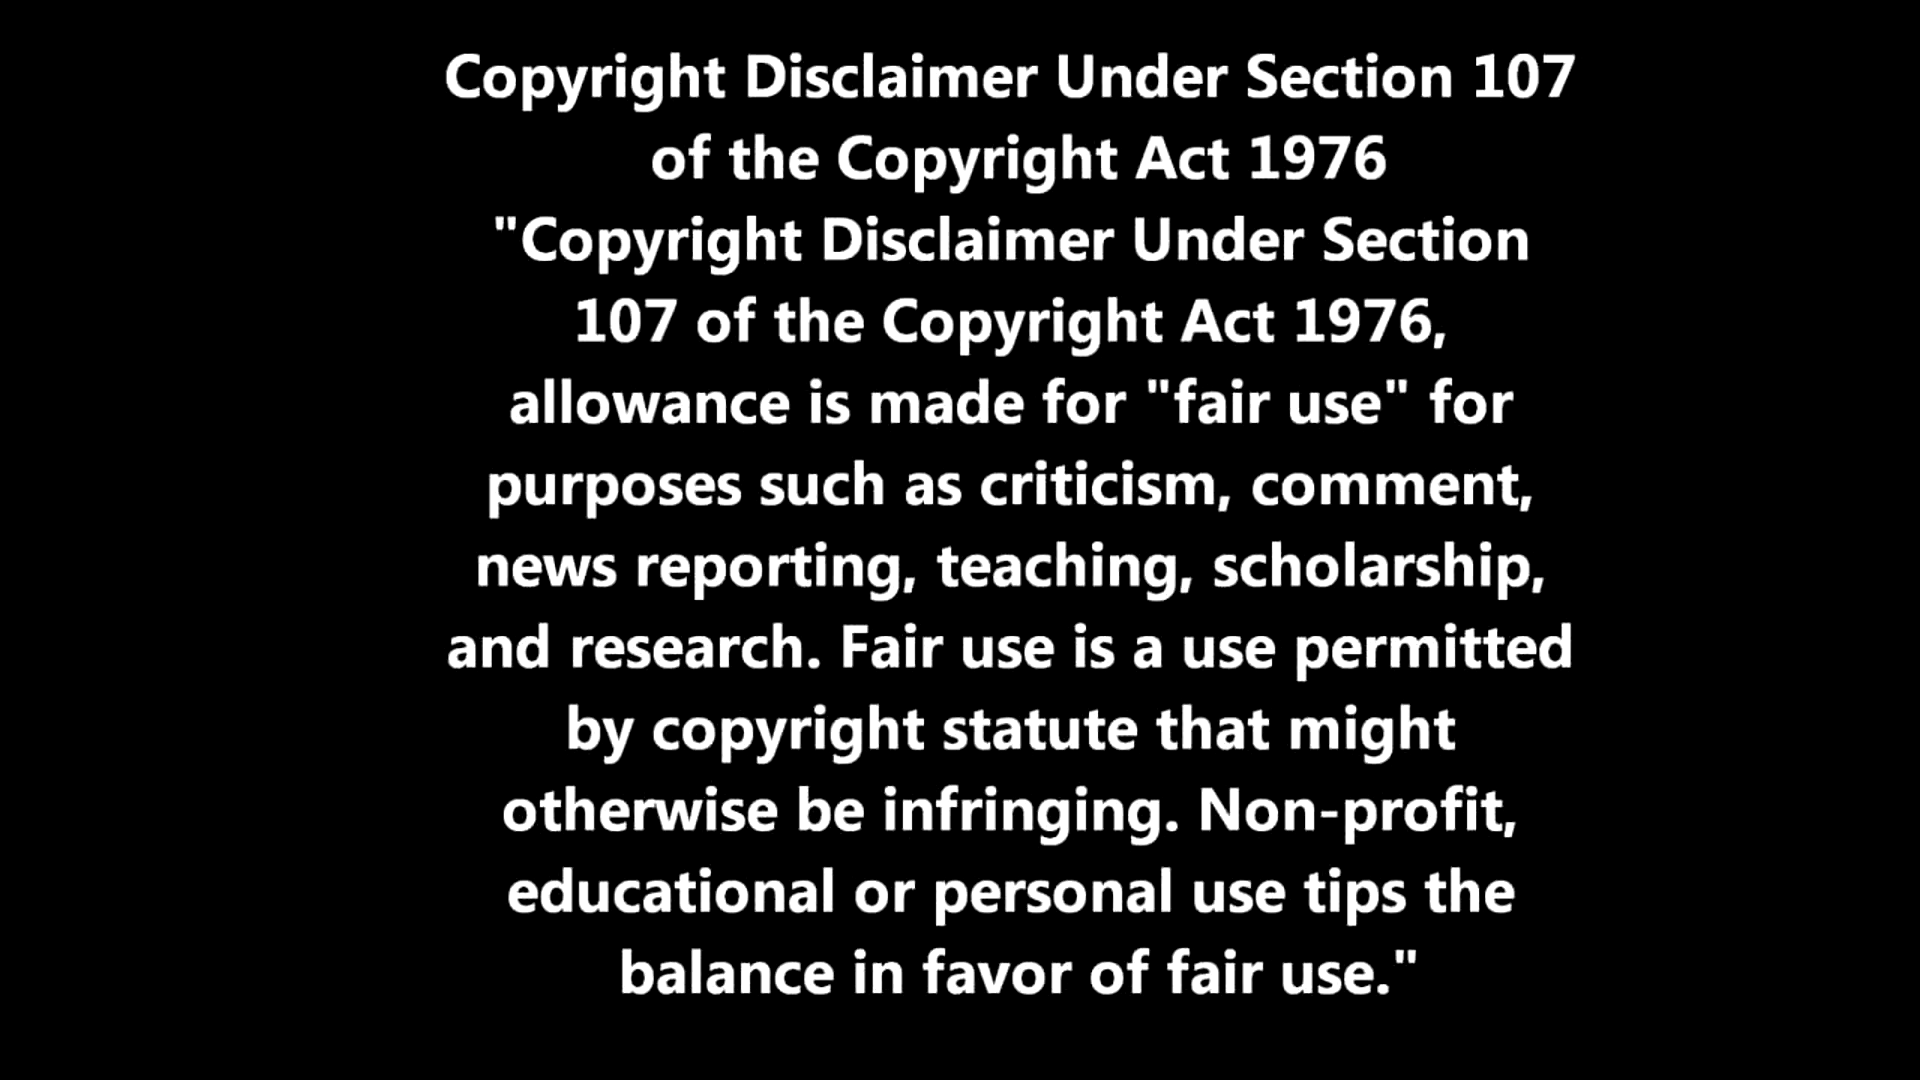 Copyright Disclaimer Under Section 107
of the Copyright Act 1976
"Copyright Disclaimer Under Section
107 of the Copyright Act 1976,
allowance is made for "fair use" for
purposes such as criticism, comment,
news reporting, teaching, scholarship,
and research. Fair use is a use permitted
by copyright statute that might
otherwise be infringing. Non-profit,
educational or personal use tips the
balance in favor of fair use."